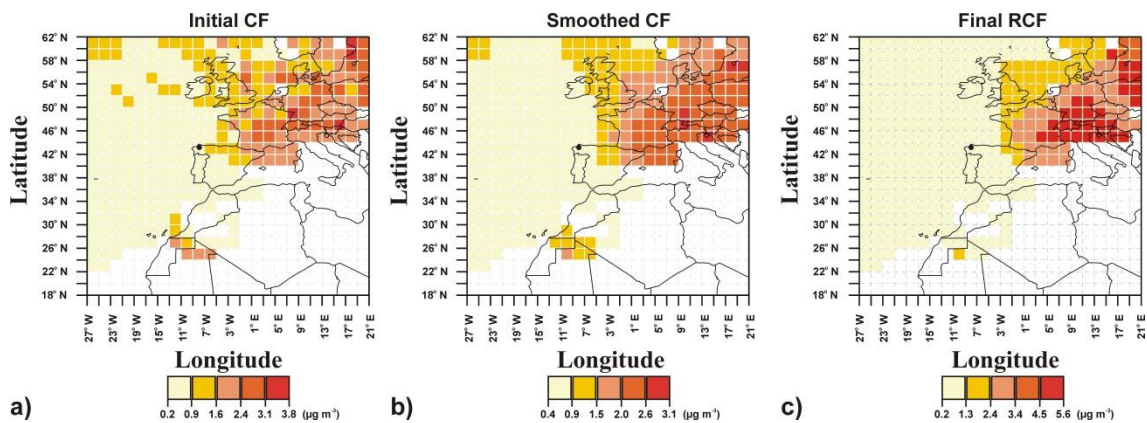 Initial CF
62° N
58° N
54° N
50° N
46° N
42° N
38° N
34° N
30° N
26° N
22° N
18° N
Latitude
27° W
23° W
19° W
15° W
11° W
7° W
3° W
1° E
5° E
9° E
13° E
17° E
21° E
Longitude
0.2 0.9 1.6 2.4 3.1 3.8 (µg m-3)
a)
Smoothed CF
62° N
58° N
54° N
50° N
46° N
42° N
38° N
34° N
30° N
26° N
22° N
18° N
Latitude
27° W
23° W
19° W
15° W
11° W
7° W
3° W
1° E
5° E
9° E
13° E
17° E
21° E
Longitude
0.4 0.9 1.5 2.0 2.6 3.1 (µg m-3)
b)
Final RCF
62° N
58° N
54° N
50° N
46° N
42° N
38° N
34° N
30° N
26° N
22° N
18° N
Latitude
27° W
23° W
19° W
15° W
11° W
7° W
3° W
1° E
5° E
9° E
13° E
17° E
21° E
Longitude
0.2 1.3 2.4 3.4 4.5 5.6 (µg m-3)
c)